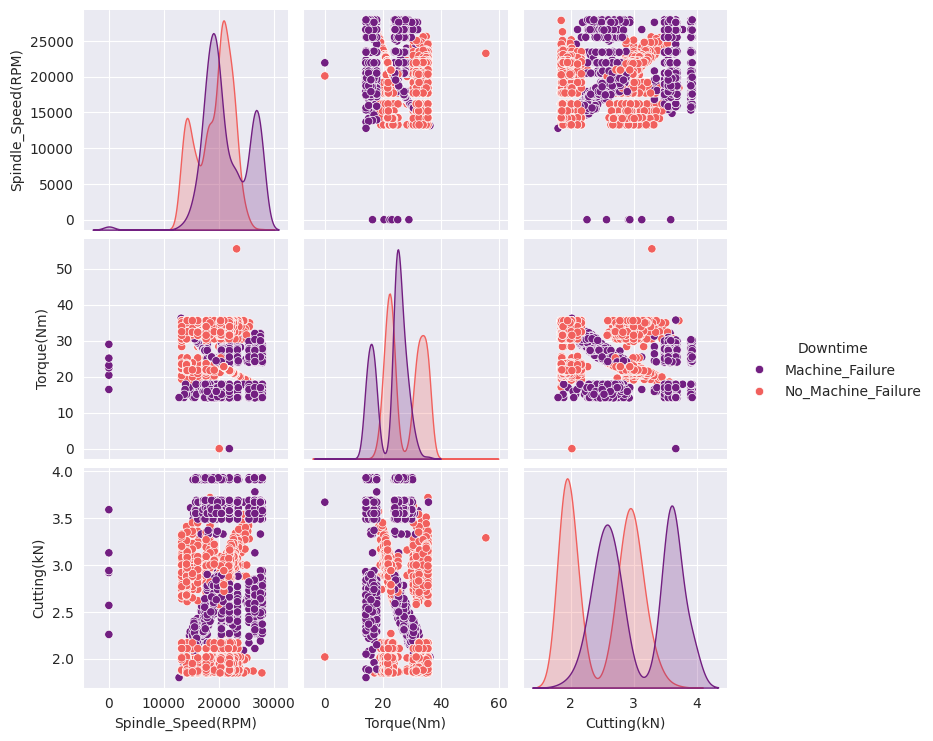 Spindle_Speed(RPM)
25000
20000
15000
10000
5000
0
Torque(Nm)
50
40
30
20
10
0
Downtime
Machine_Failure
No_Machine_Failure
Cutting(kN)
4.0
3.5
3.0
2.5
2.0
0 10000 20000 30000
0 20 40 60
2 3 4
Spindle_Speed(RPM)
Torque(Nm)
Cutting(kN)